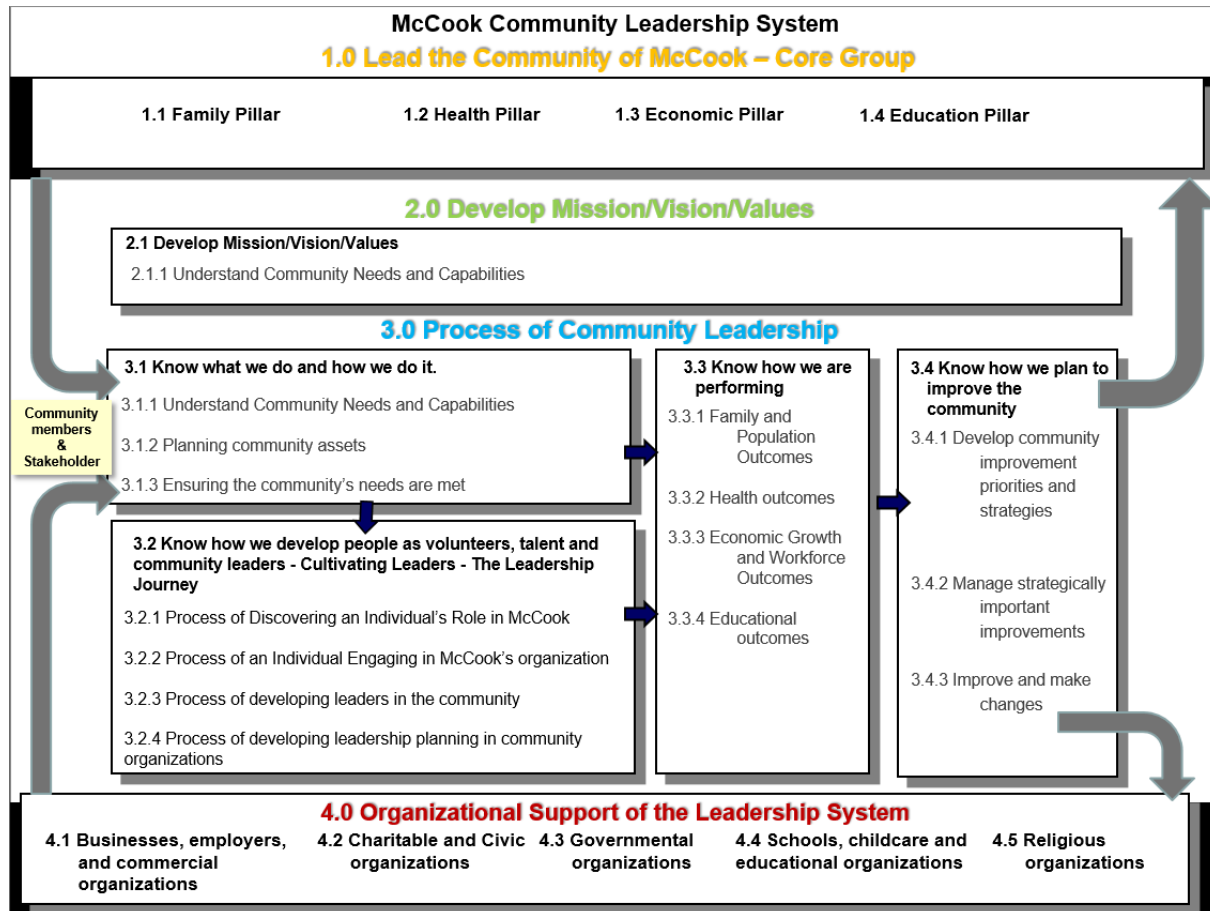 McCook Community Leadership System
1.0 Lead the Community of McCook – Core Group
1.1 Family Pillar
1.2 Health Pillar
1.3 Economic Pillar
1.4 Education Pillar
2.0 Develop Mission/Vision/Values
2.1 Develop Mission/Vision/Values
2.1.1 Understand Community Needs and Capabilities
3.0 Process of Community Leadership
Community
members
&
Stakeholder
3.1 Know what we do and how we do it.
3.1.1 Understand Community Needs and Capabilities
3.1.2 Planning community assets
3.1.3 Ensuring the community’s needs are met
3.2 Know how we develop people as volunteers, talent and
community leaders - Cultivating Leaders - The Leadership
Journey
3.2.1 Process of Discovering an Individual’s Role in McCook
3.2.2 Process of an Individual Engaging in McCook’s organization
3.2.3 Process of developing leaders in the community
3.2.4 Process of developing leadership planning in community
organizations
3.3 Know how we are
performing
3.3.1 Family and
Population
Outcomes
3.3.2 Health outcomes
3.3.3 Economic Growth
and Workforce
Outcomes
3.3.4 Educational
outcomes
3.4 Know how we plan to
improve the
community
3.4.1 Develop community
improvement
priorities and
strategies
3.4.2 Manage strategically
important
improvements
3.4.3 Improve and make
changes
4.0 Organizational Support of the Leadership System
4.1 Businesses, employers,
and commercial
organizations
4.2 Charitable and Civic
organizations
4.3 Governmental
organizations
4.4 Schools, childcare and
educational organizations
4.5 Religious
organizations